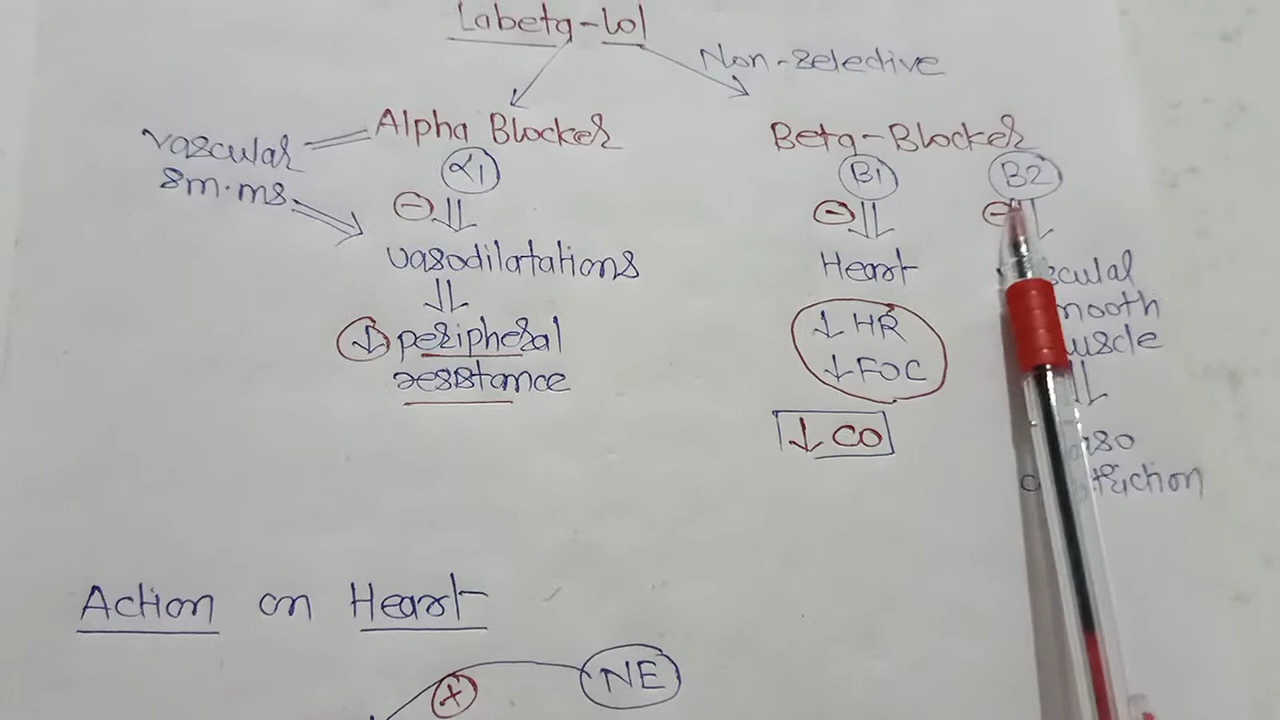 Labeta-lol
Non-selective
Alpha Blocker
Beta-Blocker
vascular
sm.ms
α1
B1
B2
⊖ ⇓
⊖ ⇓
⊖ ⇓
vasodilatations
Heart
⇓
↓ peripheral
resistance
↓ HR
↓ FOC
↓ CO
⇓
Action on Heart
NE
+